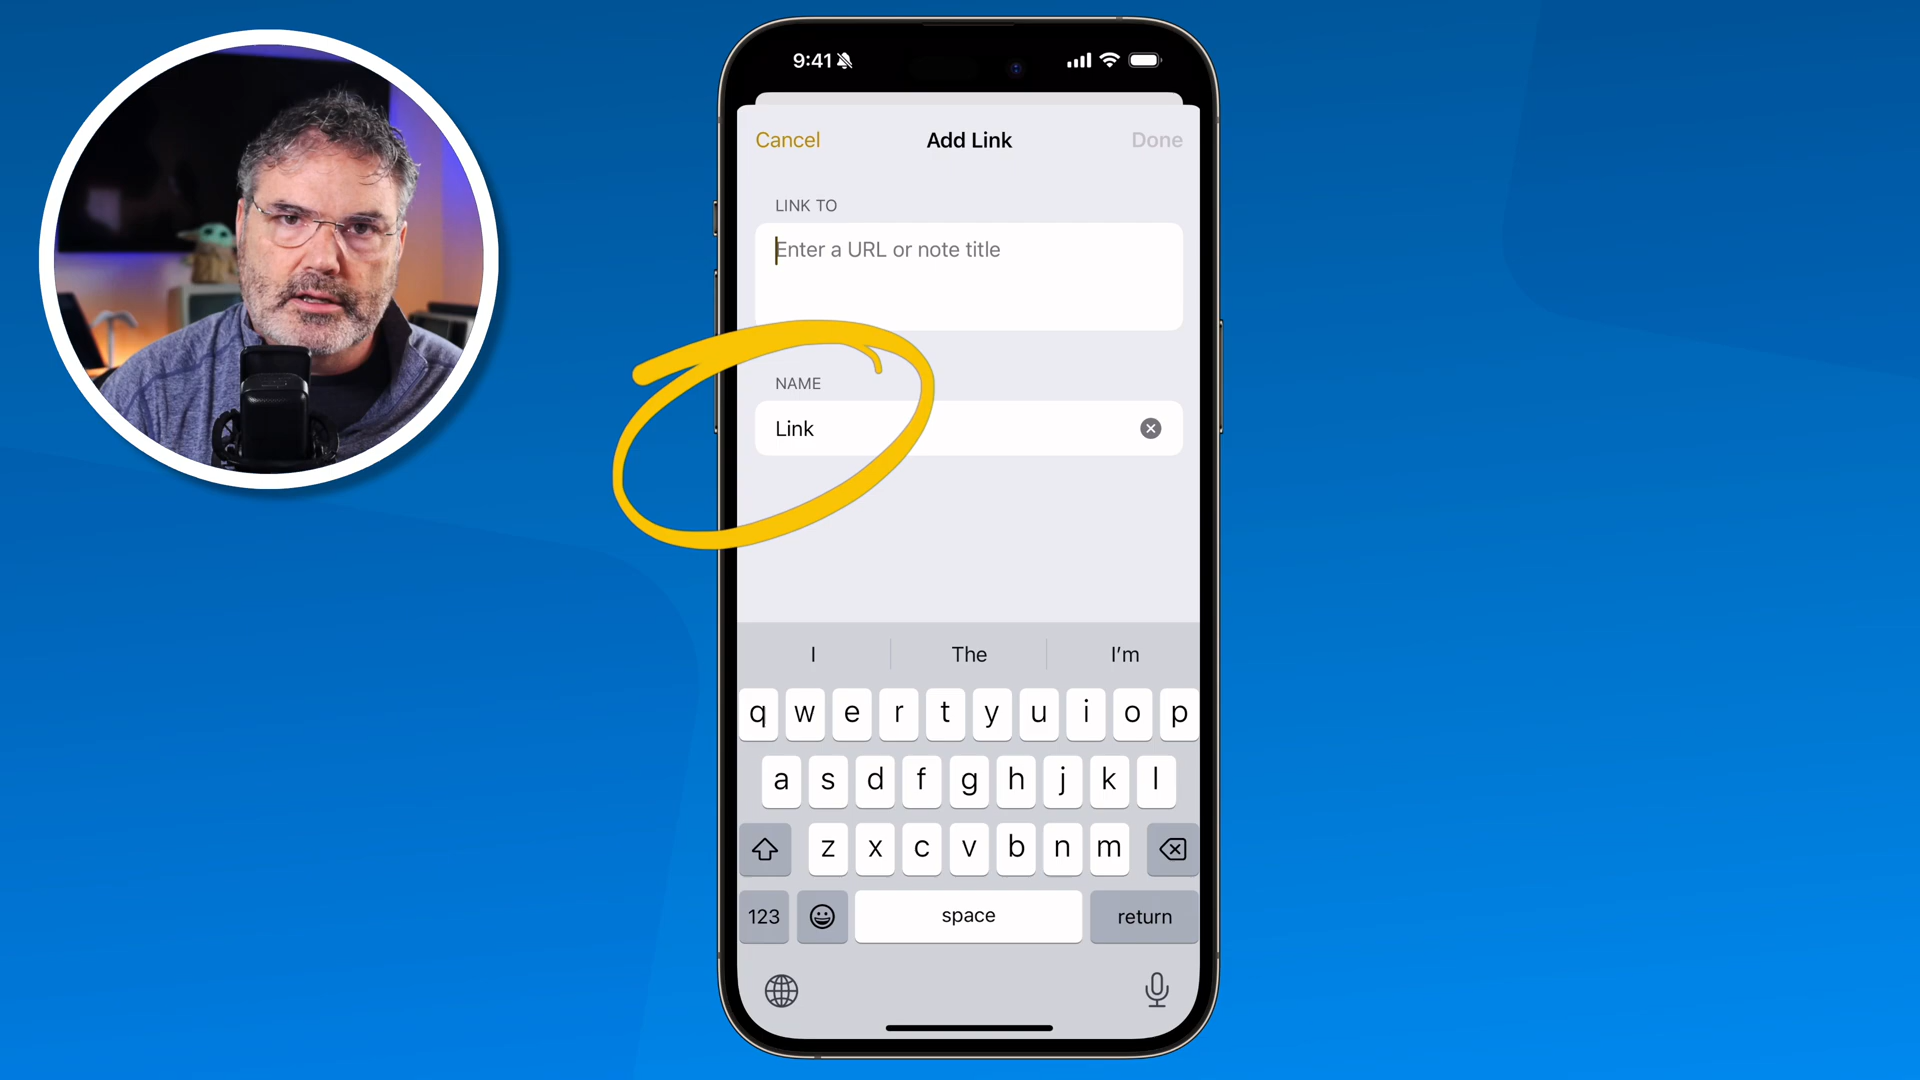 9:41
Cancel
Add Link
Done
LINK TO
Enter a URL or note title
NAME
Link
I
The
I'm
q w e r t y u i o p
a s d f g h j k l
z x c v b n m
123
space
return